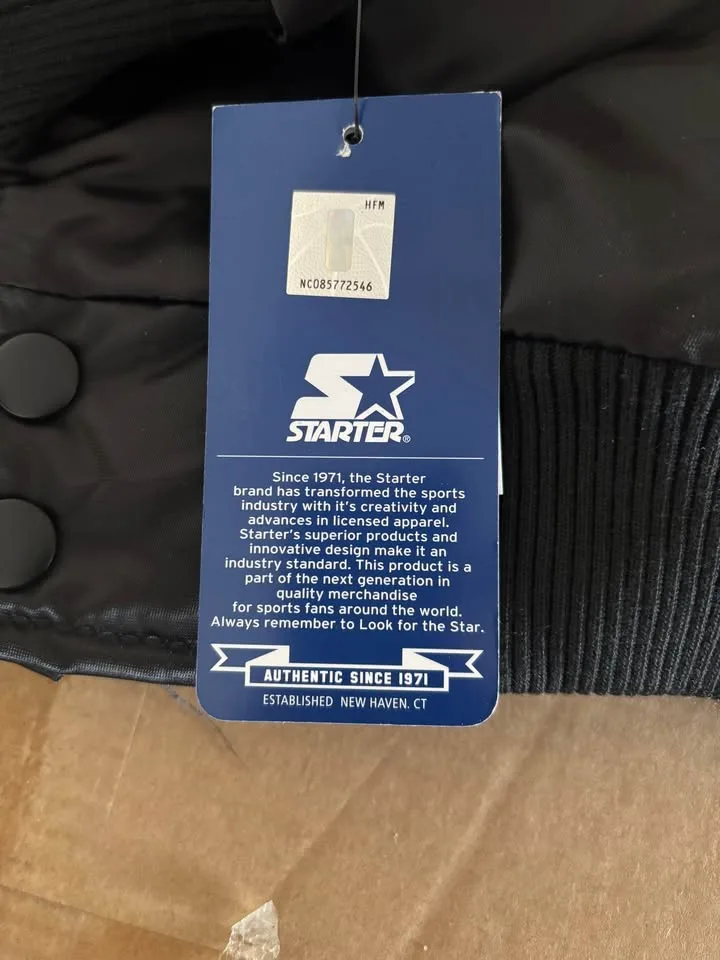 HFM
NC085772546
STARTER®
Since 1971, the Starter
brand has transformed the sports
industry with it's creativity and
advances in licensed apparel.
Starter's superior products and
innovative design make it an
industry standard. This product is a
part of the next generation in
quality merchandise
for sports fans around the world.
Always remember to Look for the Star.
AUTHENTIC SINCE 1971
ESTABLISHED NEW HAVEN. CT